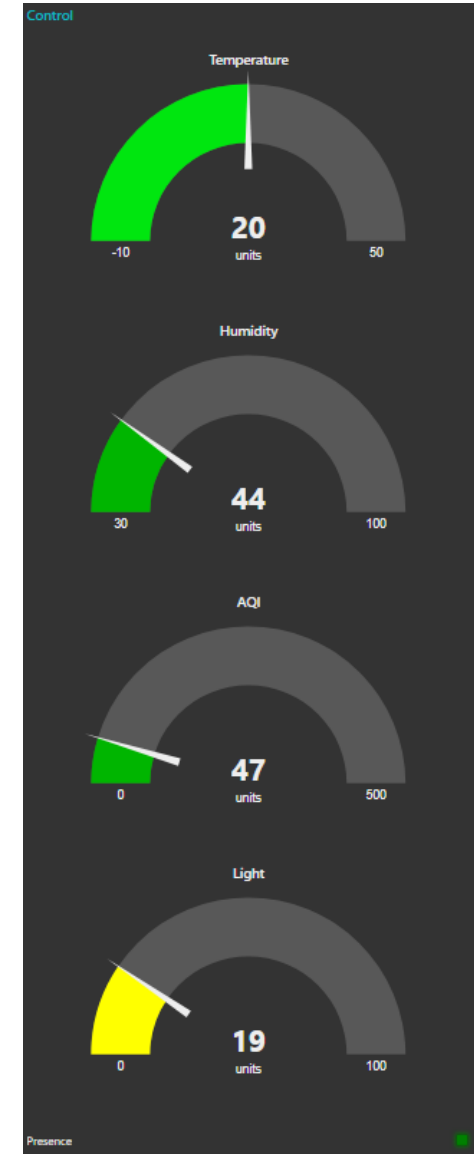 Control
Temperature
20
units
-10 50
Humidity
44
units
30 100
AQI
47
units
0 500
Light
19
units
0 100
Presence